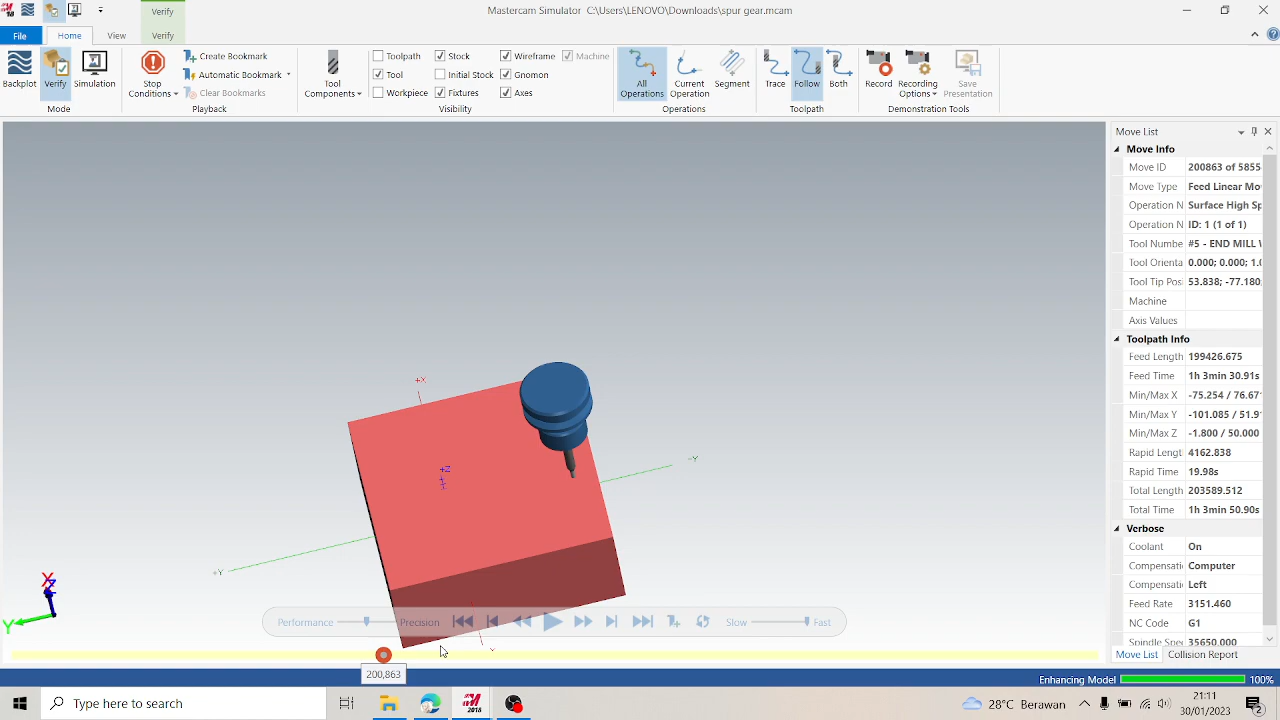 Verify
Mastercam Simulator C:\Users\LENOVO\Downloads\spur gear.mcam
File
Home
View
Verify
Backplot
Verify
Simulation
Mode
Stop
Conditions
Create Bookmark
Automatic Bookmark
Clear Bookmarks
Playback
Tool
Components
Toolpath
Tool
Workpiece
Stock
Initial Stock
Fixtures
Wireframe
Gnomon
Axes
Machine
Visibility
All
Operations
Current
Operation
Segment
Operations
Trace
Follow
Both
Toolpath
Record
Recording
Options
Save
Presentation
Demonstration Tools
Move List
Move Info
Move ID 200863 of 5855
Move Type Feed Linear Mo
Operation N Surface High Sp
Operation N ID: 1 (1 of 1)
Tool Numbe #5 - END MILL
Tool Orienta 0.000; 0.000; 1.0
Tool Tip Pos 53.838; -77.180;
Machine
Axis Values
Toolpath Info
Feed Length 199426.675
Feed Time 1h 3min 30.91s
Min/Max X -75.254 / 76.67
Min/Max Y -101.085 / 51.9
Min/Max Z -1.800 / 50.000
Rapid Lengt 4162.838
Rapid Time 19.98s
Total Length 203589.512
Total Time 1h 3min 50.90s
Verbose
Coolant On
Compensati Computer
Compensati Left
Feed Rate 3151.460
NC Code G1
Spindle Spee 35650.000
Move List Collision Report
+X
+Z
-Y
+Y
X
Z
Y
Performance Precision
Slow Fast
200,863
Enhancing Model 100%
Type here to search
2018
28°C Berawan
21:11
30/01/2023
2